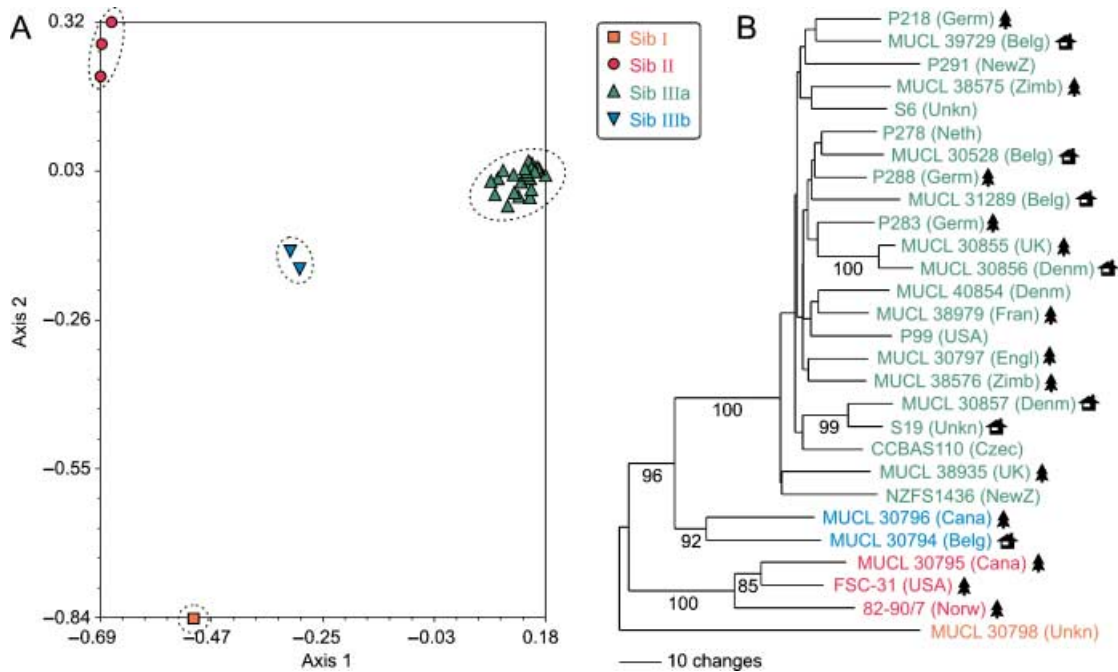 A
0.32
0.03
−0.26
−0.55
−0.84
Axis 2
−0.69
−0.47
−0.25
−0.03
0.18
Axis 1
Sib I
Sib II
Sib IIIa
Sib IIIb
B
P218 (Germ)
MUCL 39729 (Belg)
P291 (NewZ)
MUCL 38575 (Zimb)
S6 (Unkn)
P278 (Neth)
MUCL 30528 (Belg)
P288 (Germ)
MUCL 31289 (Belg)
P283 (Germ)
MUCL 30855 (UK)
100
MUCL 30856 (Denm)
MUCL 40854 (Denm)
MUCL 38979 (Fran)
P99 (USA)
MUCL 30797 (Engl)
MUCL 38576 (Zimb)
100
MUCL 30857 (Denm)
99
S19 (Unkn)
CCBAS110 (Czec)
96
MUCL 38935 (UK)
NZFS1436 (NewZ)
MUCL 30796 (Cana)
92
MUCL 30794 (Belg)
MUCL 30795 (Cana)
85
FSC-31 (USA)
100
82-90/7 (Norw)
MUCL 30798 (Unkn)
10 changes